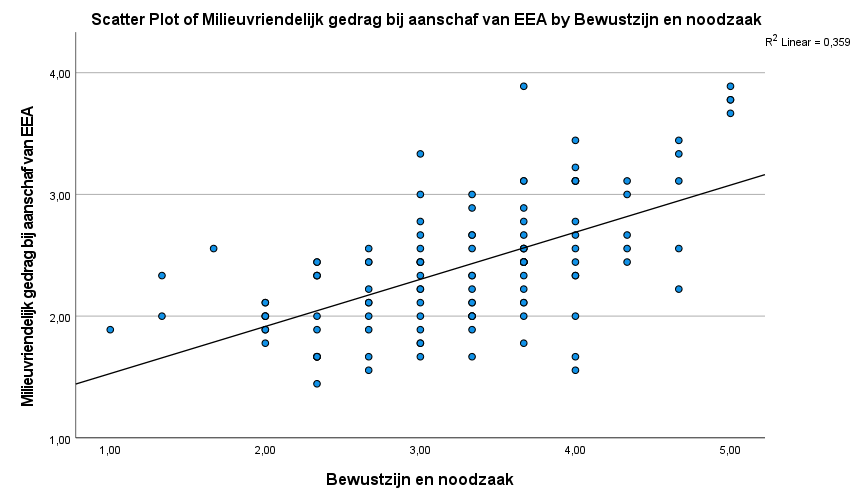 Scatter Plot of Milieuvriendelijk gedrag bij aanschaf van EEA by Bewustzijn en noodzaak
R2 Linear = 0,359
4,00
3,00
2,00
1,00
Milieuvriendelijk gedrag bij aanschaf van EEA
1,00 2,00 3,00 4,00 5,00
Bewustzijn en noodzaak